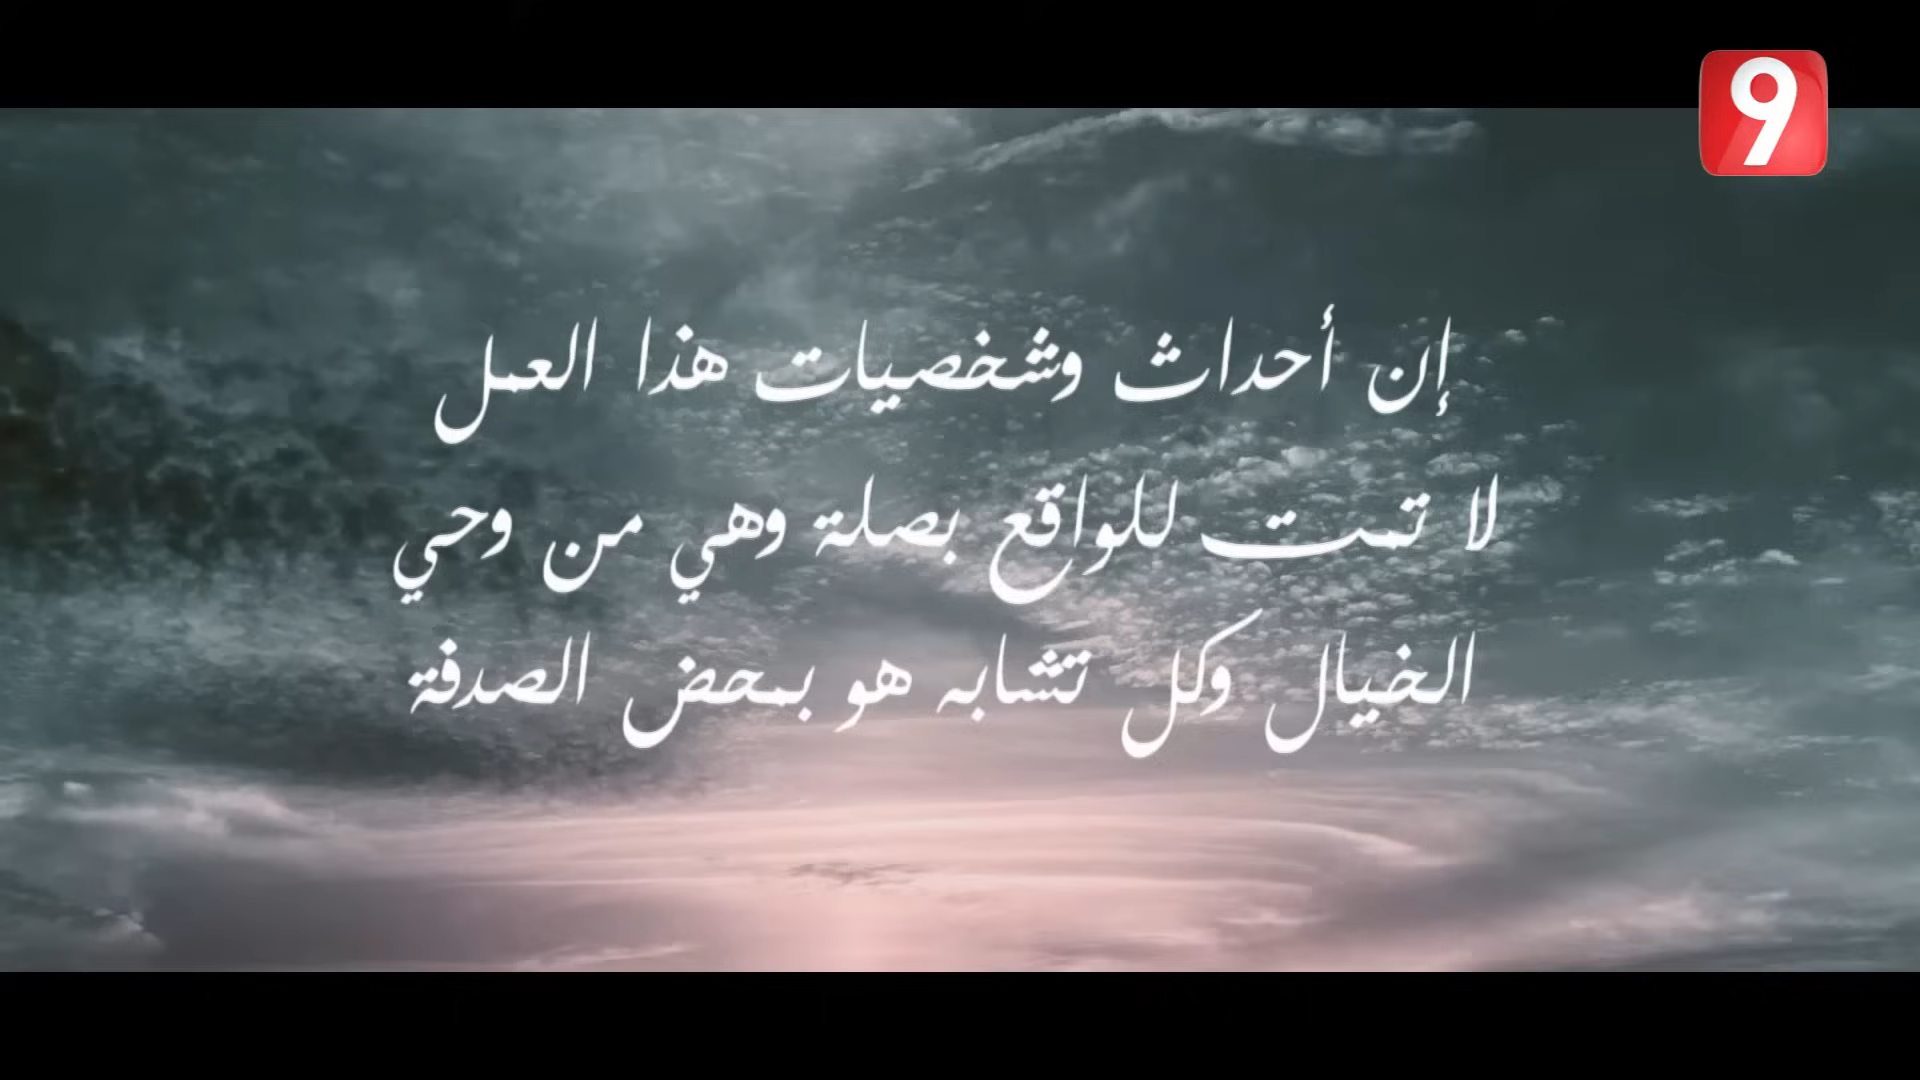 9
إن أحداث وشخصيات هذا العمل
لا تمت للواقع بصلة وهي من وحي
الخيال وكل تشابه هو بمحض الصدفة